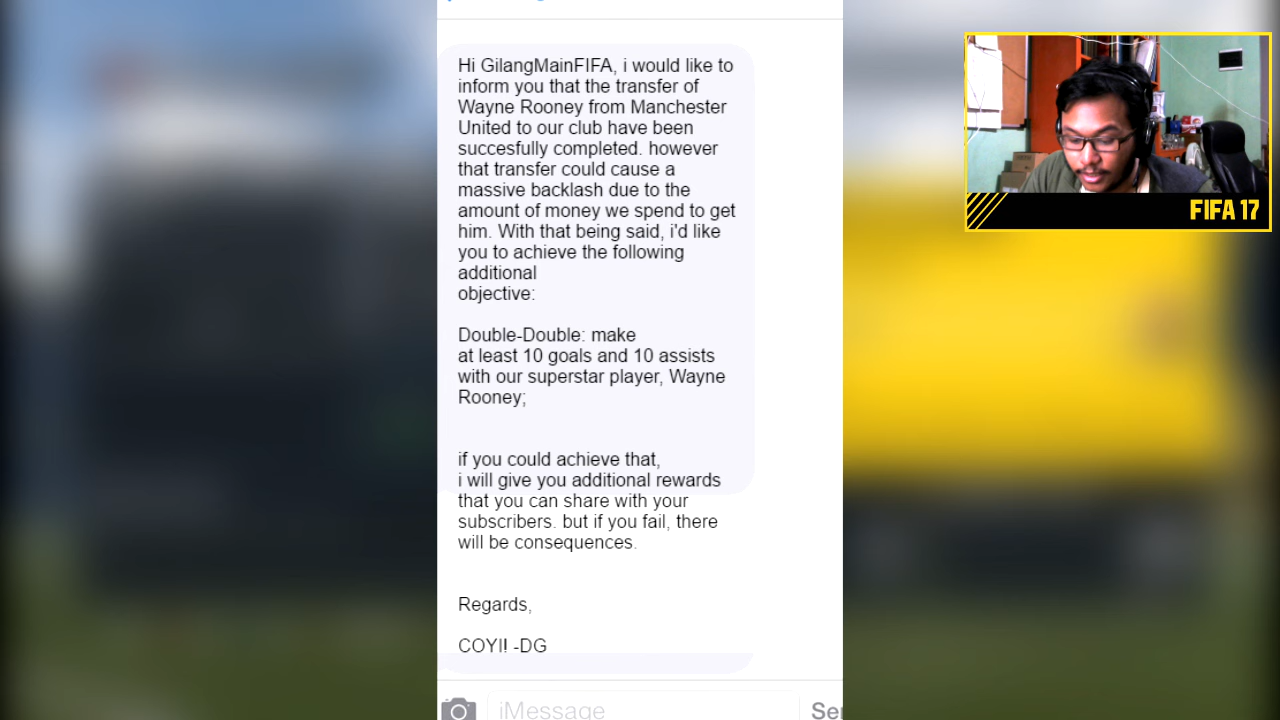 Hi GilangMainFIFA, i would like to
inform you that the transfer of
Wayne Rooney from Manchester
United to our club have been
succesfully completed. however
that transfer could cause a
massive backlash due to the
amount of money we spend to get
him. With that being said, i'd like
you to achieve the following
additional
objective:
Double-Double: make
at least 10 goals and 10 assists
with our superstar player, Wayne
Rooney;
if you could achieve that,
i will give you additional rewards
that you can share with your
subscribers. but if you fail, there
will be consequences.
Regards,
COYI! -DG
iMessage
Ser
FIFA 17